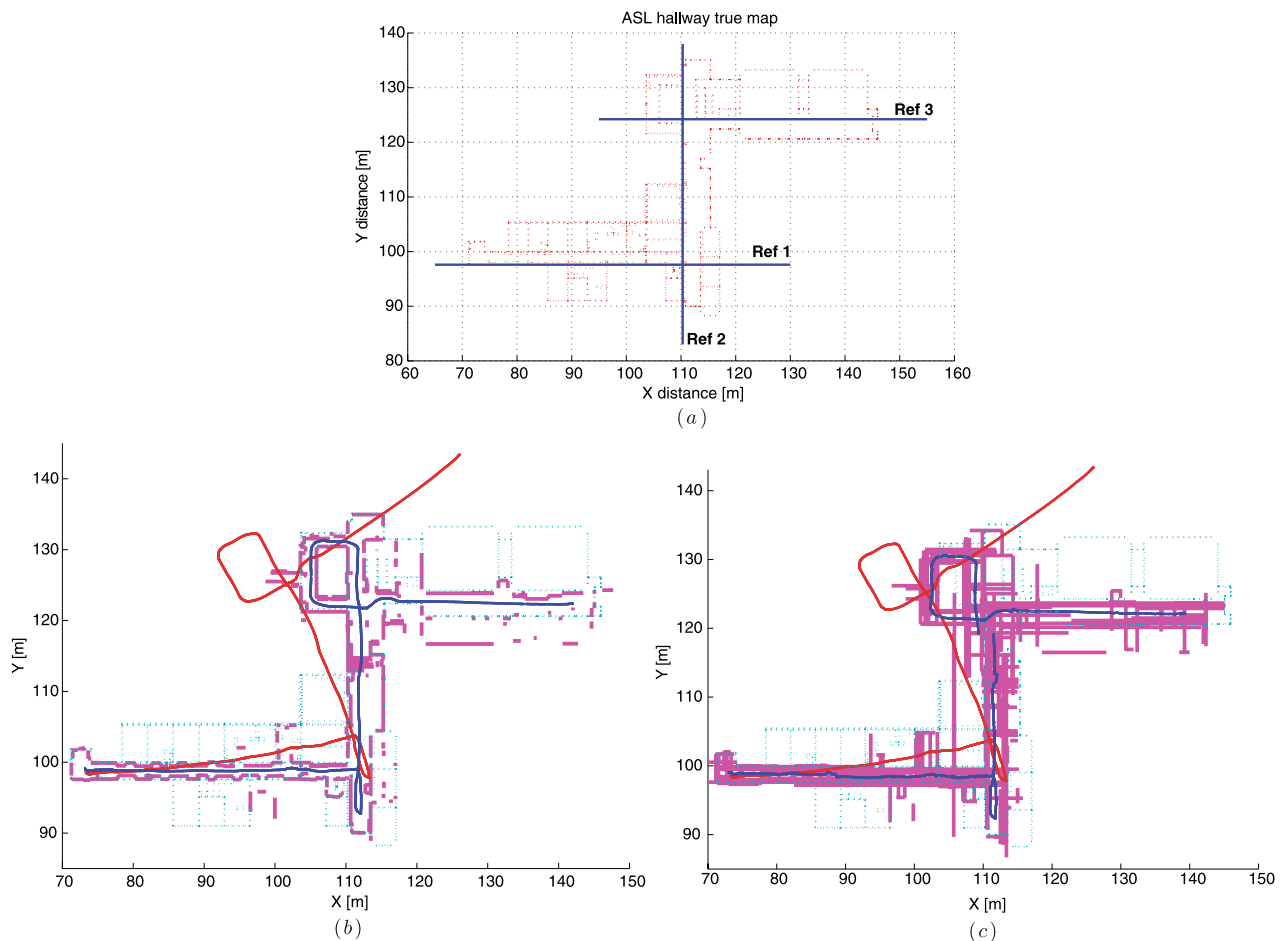 ASL hallway true map
140
130
120
110
100
90
80
Y distance [m]
Ref 3
Ref 1
Ref 2
60 70 80 90 100 110 120 130 140 150 160
X distance [m]
(a)
140
130
120
110
100
90
Y [m]
70 80 90 100 110 120 130 140 150
X [m]
(b)
140
130
120
110
100
90
Y [m]
70 80 90 100 110 120 130 140 150
X [m]
(c)